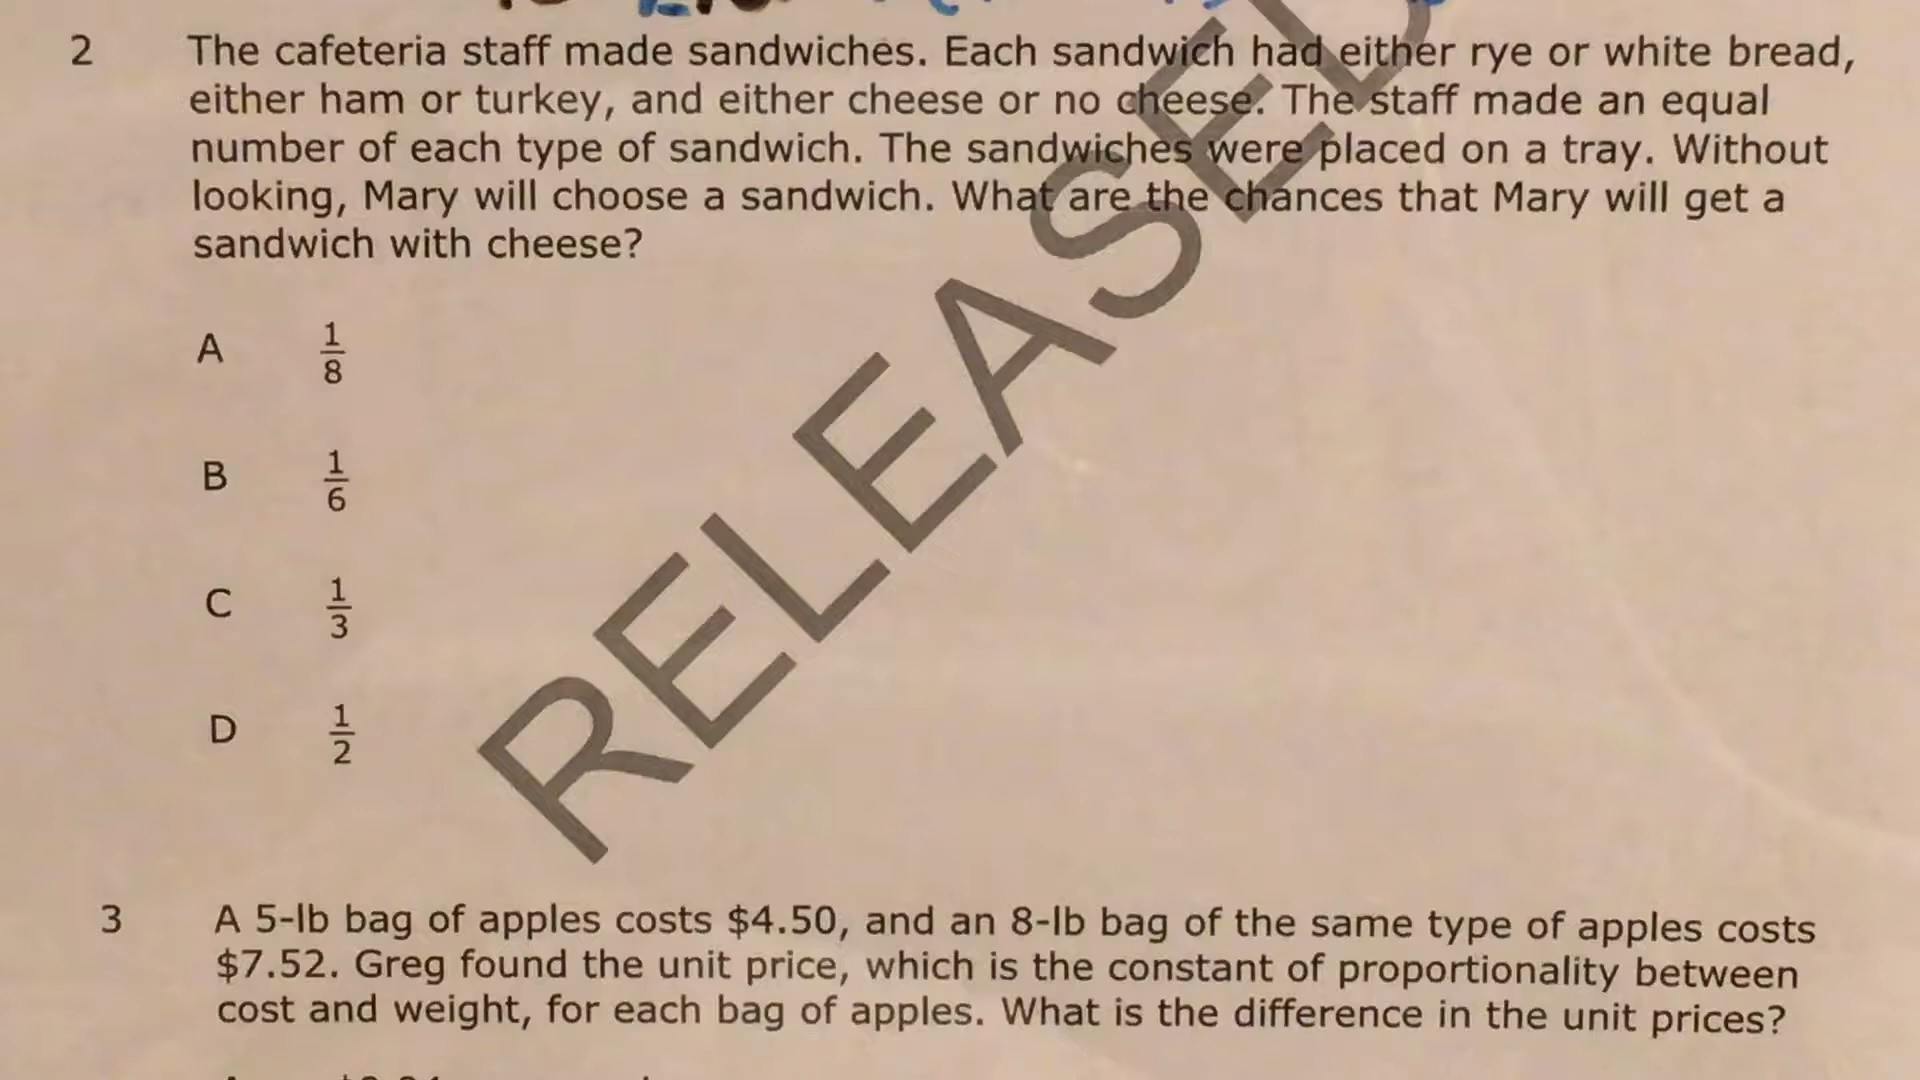 2 The cafeteria staff made sandwiches. Each sandwich had either rye or white bread,
either ham or turkey, and either cheese or no cheese. The staff made an equal
number of each type of sandwich. The sandwiches were placed on a tray. Without
looking, Mary will choose a sandwich. What are the chances that Mary will get a
sandwich with cheese?
A 1/8
B 1/6
C 1/3
D 1/2
RELEASED
3 A 5-lb bag of apples costs $4.50, and an 8-lb bag of the same type of apples costs
$7.52. Greg found the unit price, which is the constant of proportionality between
cost and weight, for each bag of apples. What is the difference in the unit prices?